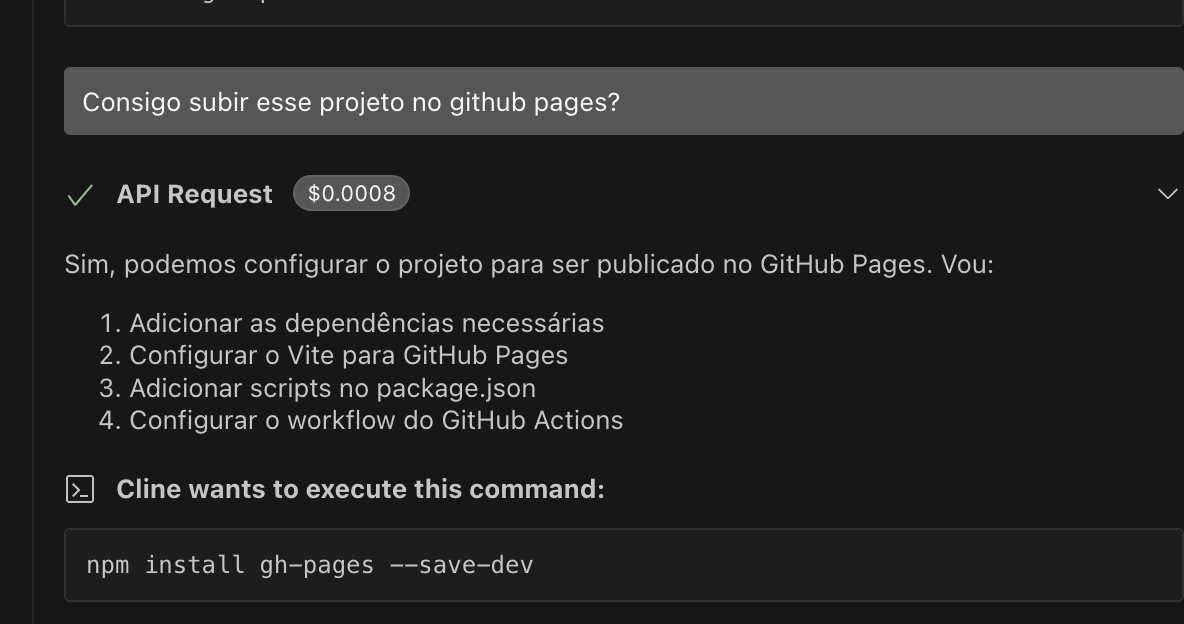 Consigo subir esse projeto no github pages?
API Request $0.0008
Sim, podemos configurar o projeto para ser publicado no GitHub Pages. Vou:
1. Adicionar as dependências necessárias
2. Configurar o Vite para GitHub Pages
3. Adicionar scripts no package.json
4. Configurar o workflow do GitHub Actions
Cline wants to execute this command:
npm install gh-pages --save-dev